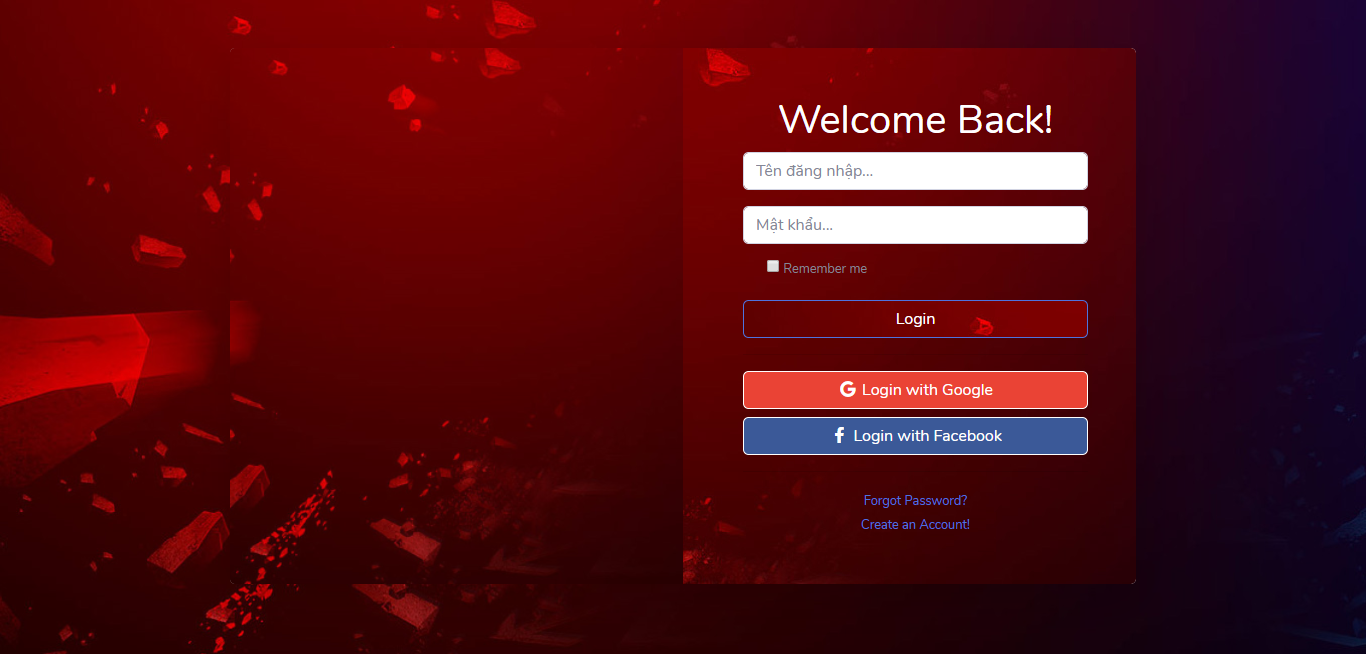 Welcome Back!
Tên đăng nhập...
Mật khẩu...
Remember me
Login
Login with Google
Login with Facebook
Forgot Password?
Create an Account!